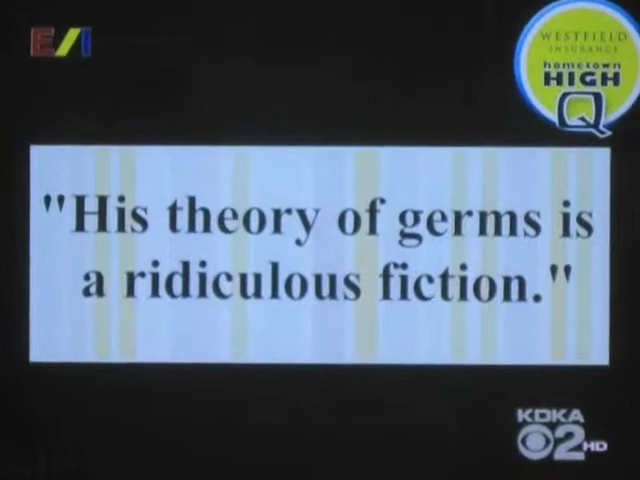 E/I
WESTFIELD
INSURANCE
hometown
HIGH
Q
"His theory of germs is
a ridiculous fiction."
KDKA
2HD